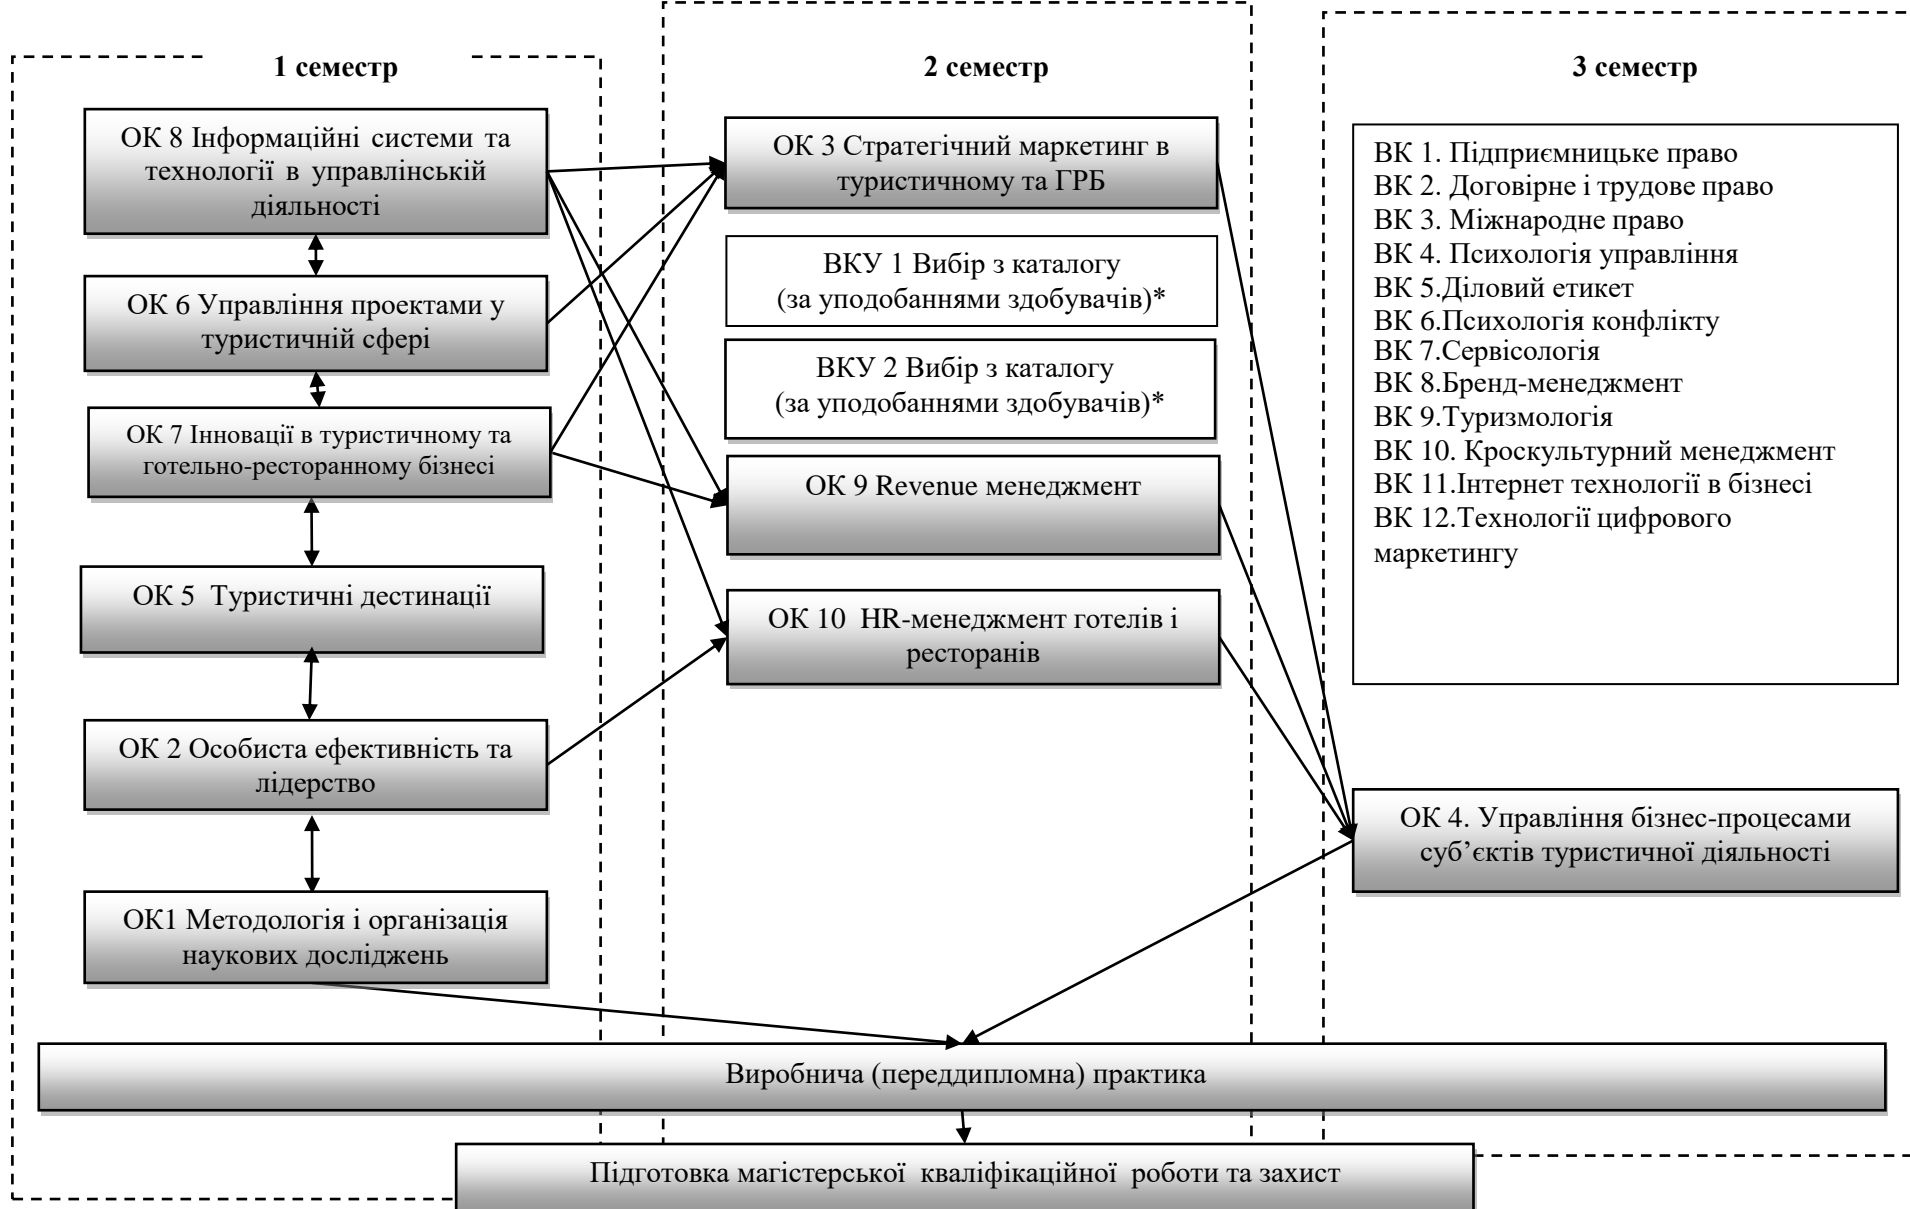 1 семестр
ОК 8 Інформаційні системи та
технології в управлінській
діяльності
ОК 6 Управління проектами у
туристичній сфері
ОК 7 Інновації в туристичному та
готельно-ресторанному бізнесі
ОК 5 Туристичні дестинації
ОК 2 Особиста ефективність та
лідерство
ОК1 Методологія і організація
наукових досліджень
2 семестр
ОК 3 Стратегічний маркетинг в
туристичному та ГРБ
ВКУ 1 Вибір з каталогу
(за уподобаннями здобувачів)*
ВКУ 2 Вибір з каталогу
(за уподобаннями здобувачів)*
ОК 9 Revenue менеджмент
ОК 10 HR-менеджмент готелів і
ресторанів
3 семестр
ВК 1. Підприємницьке право
ВК 2. Договірне і трудове право
ВК 3. Міжнародне право
ВК 4. Психологія управління
ВК 5.Діловий етикет
ВК 6.Психологія конфлікту
ВК 7.Сервісологія
ВК 8.Бренд-менеджмент
ВК 9.Туризмологія
ВК 10. Кроскультурний менеджмент
ВК 11.Інтернет технології в бізнесі
ВК 12.Технології цифрового
маркетингу
ОК 4. Управління бізнес-процесами
суб’єктів туристичної діяльності
Виробнича (переддипломна) практика
Підготовка магістерської кваліфікаційної роботи та захист